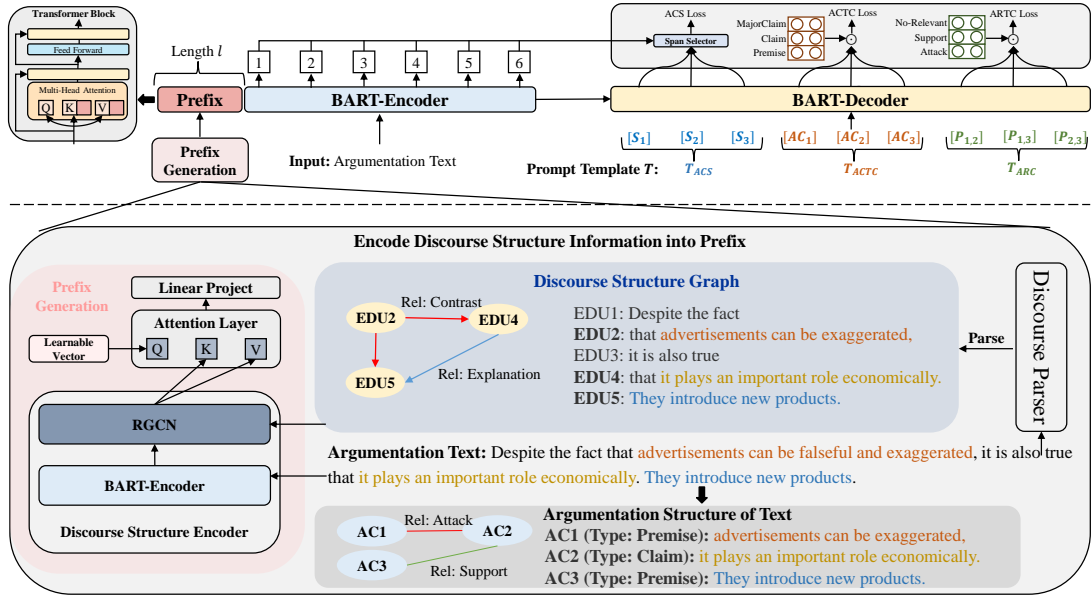 Transformer Block
Feed Forward
Multi-Head Attention
Q K V
Length l
Prefix
Prefix
Generation
1 2 3 4 5 6
BART-Encoder
Input: Argumentation Text
ACS Loss
Span Selector
MajorClaim
Claim
Premise
ACTC Loss
No-Relevant
Support
Attack
ARTC Loss
BART-Decoder
[S1] [S2] [S3] [AC1] [AC2] [AC3] [P1,2] [P1,3] [P2,3]
Prompt Template T: T_ACS T_ACTC T_ARC
Encode Discourse Structure Information into Prefix
Prefix
Generation
Linear Project
Attention Layer
Learnable
Vector
Q K V
RGCN
BART-Encoder
Discourse Structure Encoder
Discourse Structure Graph
Rel: Contrast
EDU2
EDU4
EDU5
Rel: Explanation
EDU1: Despite the fact
EDU2: that advertisements can be exaggerated,
EDU3: it is also true
EDU4: that it plays an important role economically.
EDU5: They introduce new products.
Parse
Discourse Parser
Argumentation Text: Despite the fact that advertisements can be falseful and exaggerated, it is also true
that it plays an important role economically. They introduce new products.
Rel: Attack
AC1
AC2
AC3
Rel: Support
Argumentation Structure of Text
AC1 (Type: Premise): advertisements can be exaggerated,
AC2 (Type: Claim): it plays an important role economically.
AC3 (Type: Premise): They introduce new products.